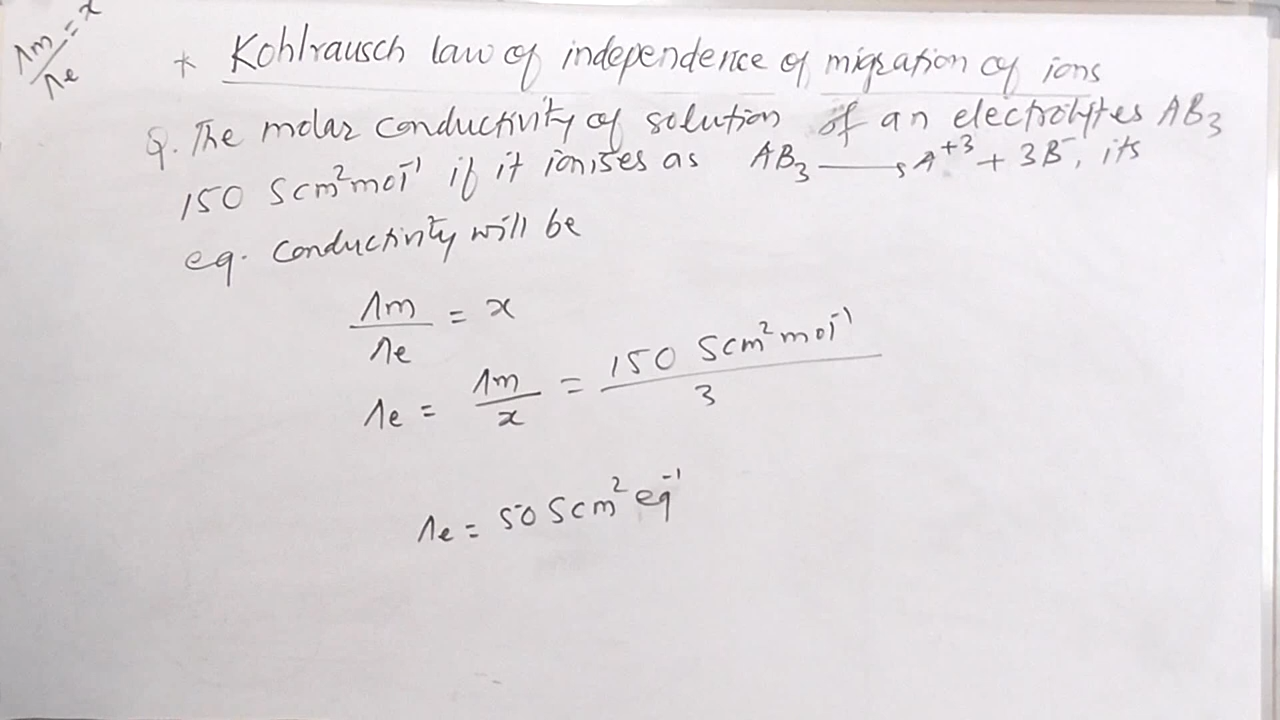 Λm/Λe = x
* Kohlrausch law of independence of migration of ions
Q. The molar conductivity of solution of an electrolytes AB₃
150 Scm²mol⁻¹ if it ionises as AB₃ ⟶ A⁺³ + 3B⁻, its
eq. conductivity will be
Λm/Λe = x
Λe = Λm/x = 150 Scm²mol⁻¹/3
Λe = 50 Scm² eq⁻¹